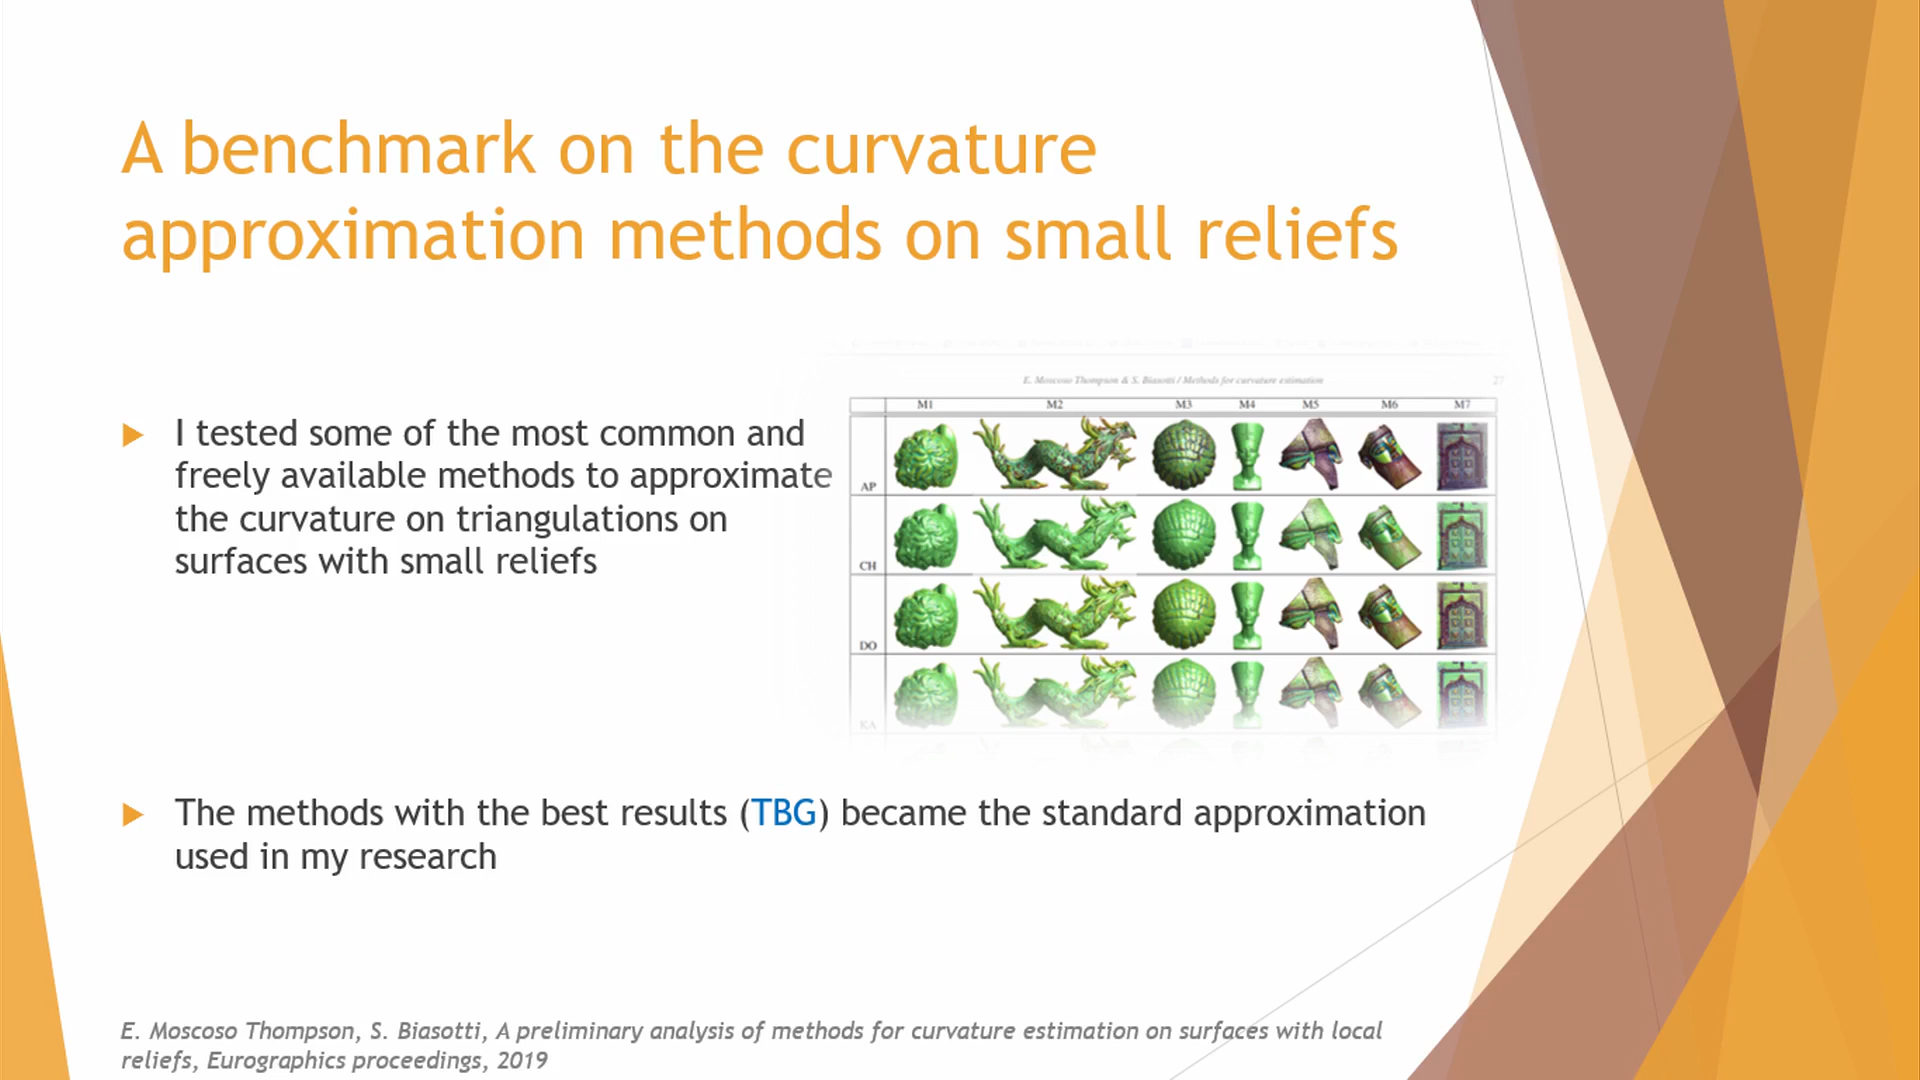 A benchmark on the curvature
approximation methods on small reliefs
I tested some of the most common and
freely available methods to approximate
the curvature on triangulations on
surfaces with small reliefs
E. Moscoso Thompson & S. Biasotti / Methods for curvature estimation 27
M1 M2 M3 M4 M5 M6 M7
AP
CH
DO
KA
The methods with the best results (TBG) became the standard approximation
used in my research
E. Moscoso Thompson, S. Biasotti, A preliminary analysis of methods for curvature estimation on surfaces with local
reliefs, Eurographics proceedings, 2019